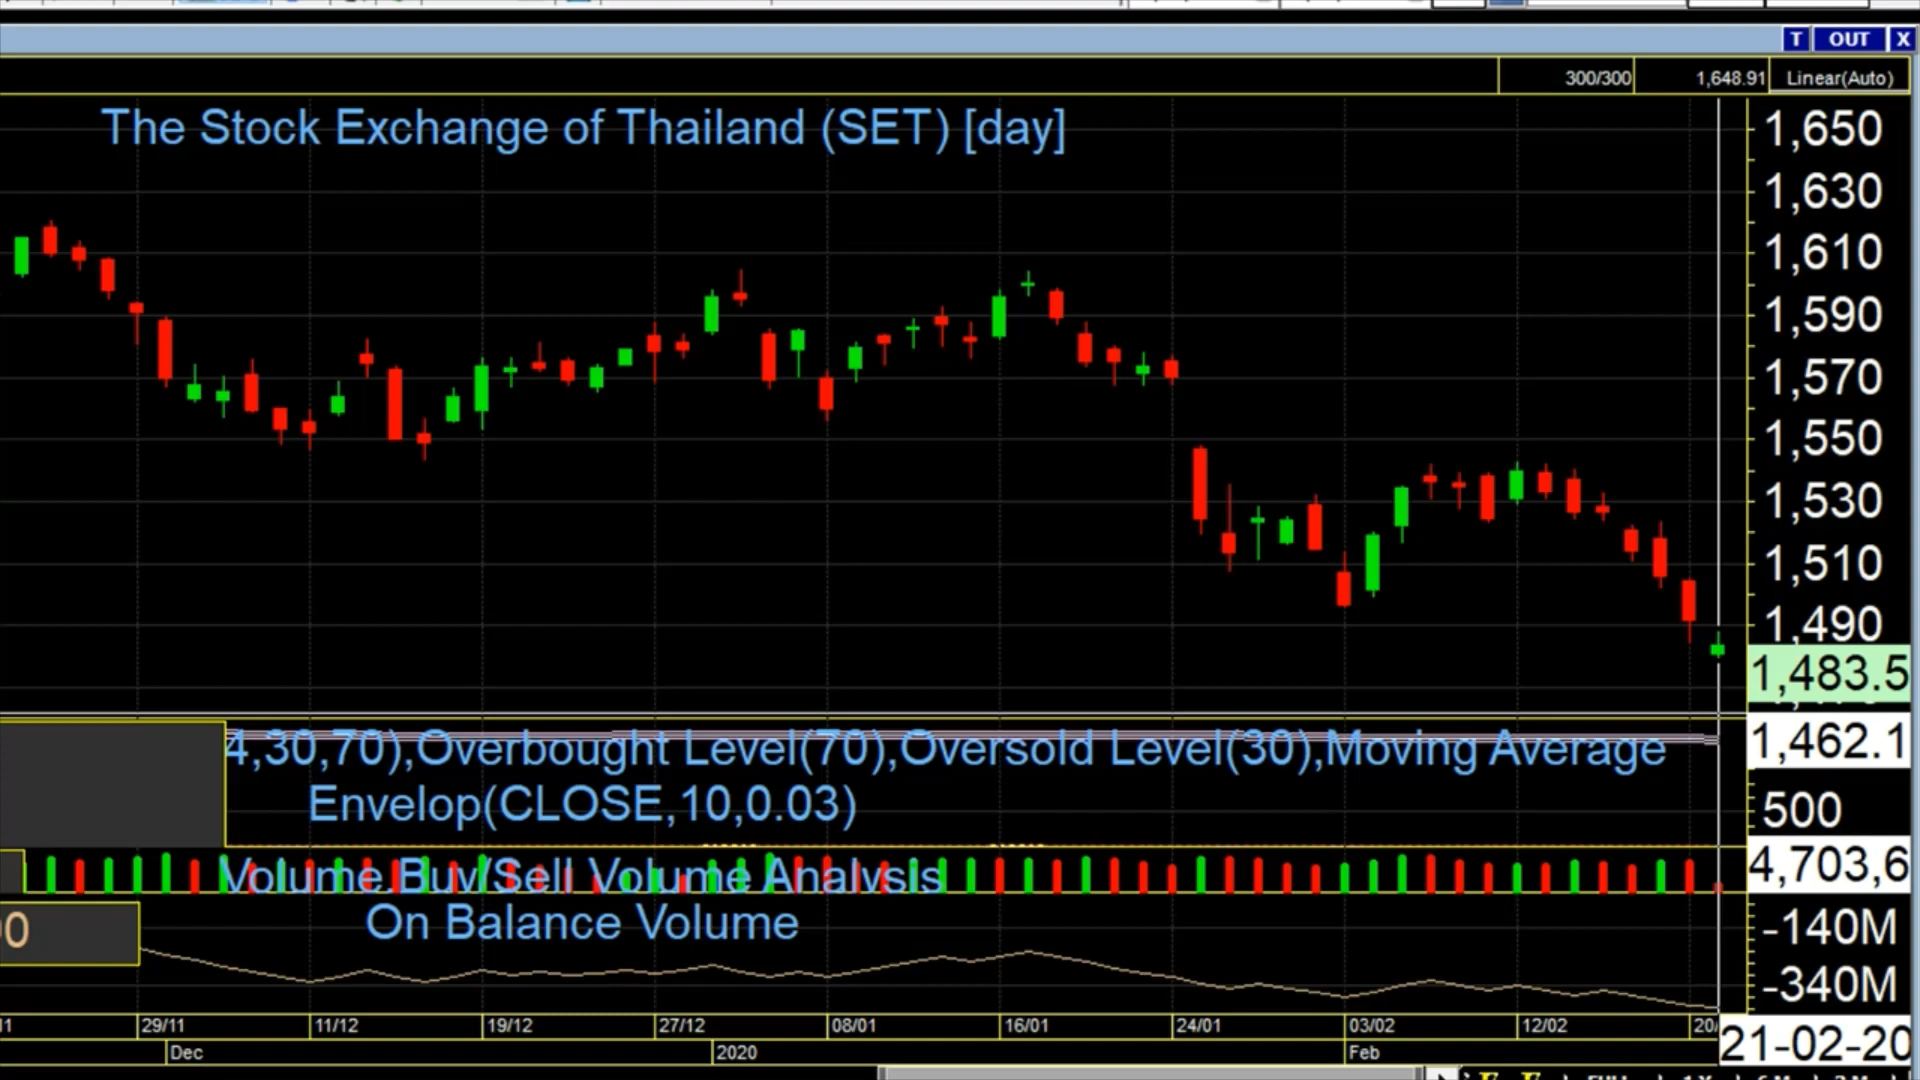 T OUT X
300/300 1,648.91 Linear(Auto)
The Stock Exchange of Thailand (SET) [day]
1,650
1,630
1,610
1,590
1,570
1,550
1,530
1,510
1,490
1,483.5
4,30,70),Overbought Level(70),Oversold Level(30),Moving Average
1,462.1
Envelop(CLOSE,10,0.03)
500
Volume,Buy/Sell Volume Analysis
4,703,6
00
On Balance Volume
-140M
-340M
29/11 11/12 19/12 27/12 08/01 16/01 24/01 03/02 12/02 20/
21-02-20
Dec 2020 Feb